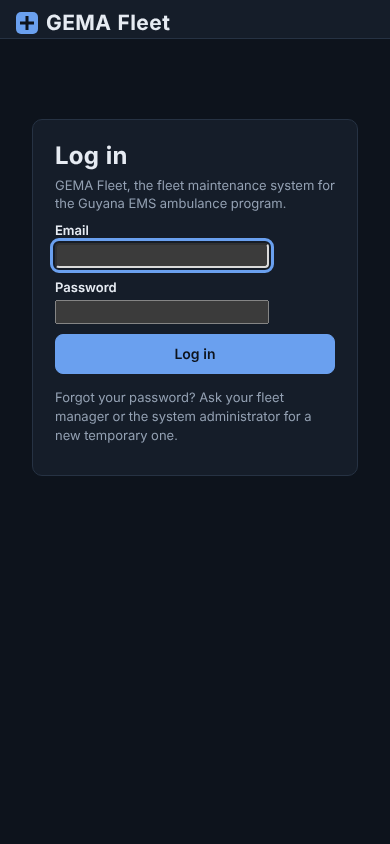 GEMA Fleet
Log in
GEMA Fleet, the fleet maintenance system for
the Guyana EMS ambulance program.
Email
Password
Log in
Forgot your password? Ask your fleet
manager or the system administrator for a
new temporary one.